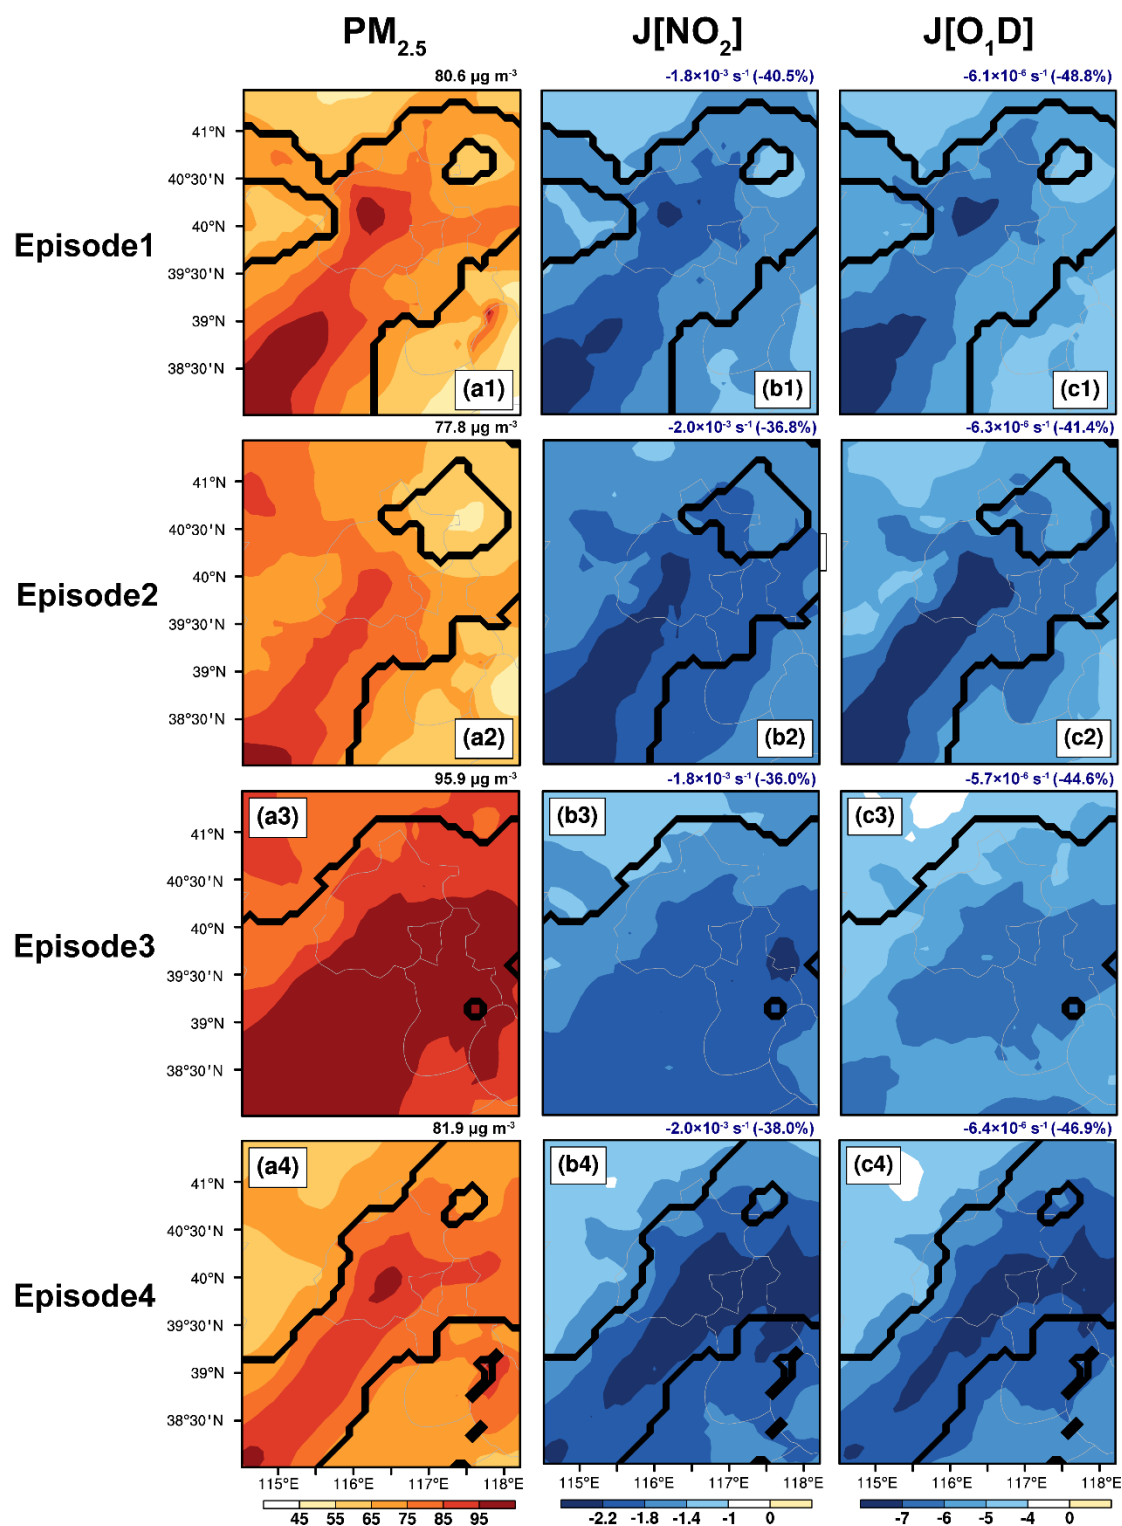 PM2.5 J[NO2] J[O1D]
80.6 μg m-3 -1.8×10-3 s-1 (-40.5%) -6.1×10-6 s-1 (-48.8%)
Episode1
41°N
40°30'N
40°N
39°30'N
39°N
38°30'N
(a1) (b1) (c1)
77.8 μg m-3 -2.0×10-3 s-1 (-36.8%) -6.3×10-6 s-1 (-41.4%)
Episode2
41°N
40°30'N
40°N
39°30'N
39°N
38°30'N
(a2) (b2) (c2)
95.9 μg m-3 -1.8×10-3 s-1 (-36.0%) -5.7×10-6 s-1 (-44.6%)
(a3) (b3) (c3)
Episode3
41°N
40°30'N
40°N
39°30'N
39°N
38°30'N
81.9 μg m-3 -2.0×10-3 s-1 (-38.0%) -6.4×10-6 s-1 (-46.9%)
(a4) (b4) (c4)
Episode4
41°N
40°30'N
40°N
39°30'N
39°N
38°30'N
115°E 116°E 117°E 118°E 115°E 116°E 117°E 118°E 115°E 116°E 117°E 118°E
45 55 65 75 85 95 -2.2 -1.8 -1.4 -1 0 -7 -6 -5 -4 0